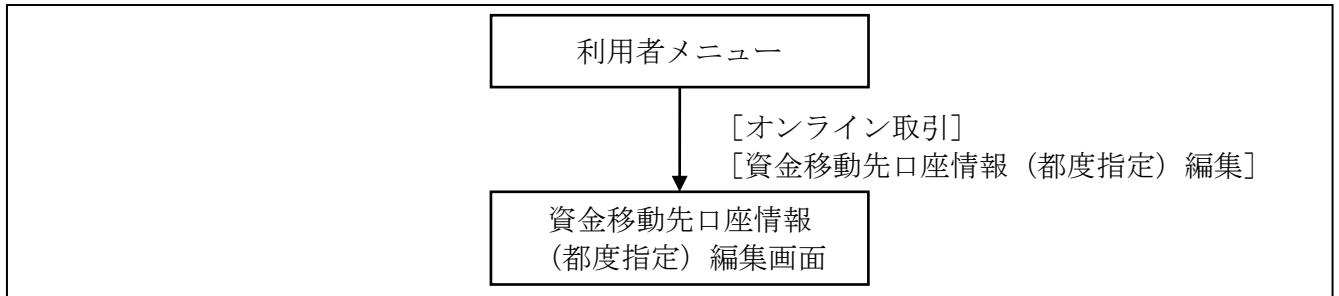 利用者メニュー
［オンライン取引］
［資金移動先口座情報（都度指定）編集］
資金移動先口座情報
（都度指定）編集画面